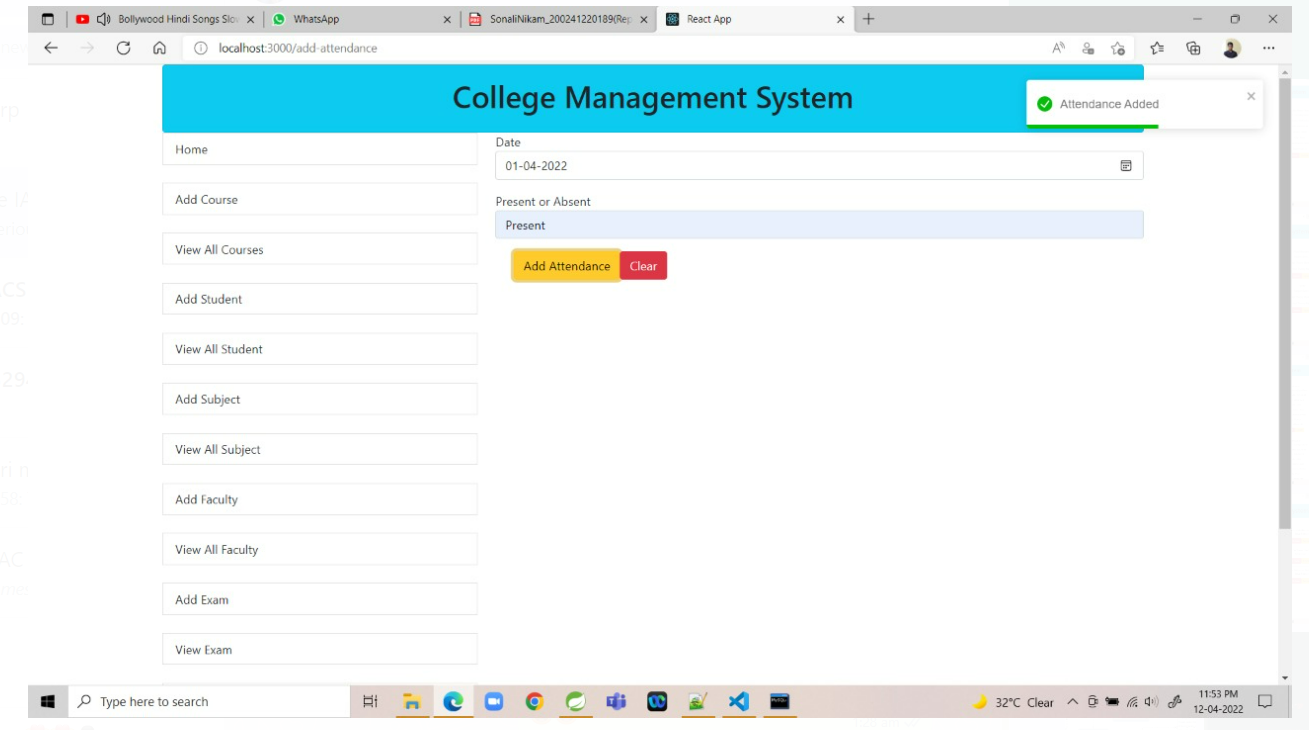 Bollywood Hindi Songs Slo
WhatsApp
SonaliNikam_200241220189(Rep
React App
localhost:3000/add-attendance
College Management System
Attendance Added
Home
Add Course
View All Courses
Add Student
View All Student
Add Subject
View All Subject
Add Faculty
View All Faculty
Add Exam
View Exam
Date
01-04-2022
Present or Absent
Present
Add Attendance Clear
Type here to search
32°C Clear
11:53 PM
12-04-2022